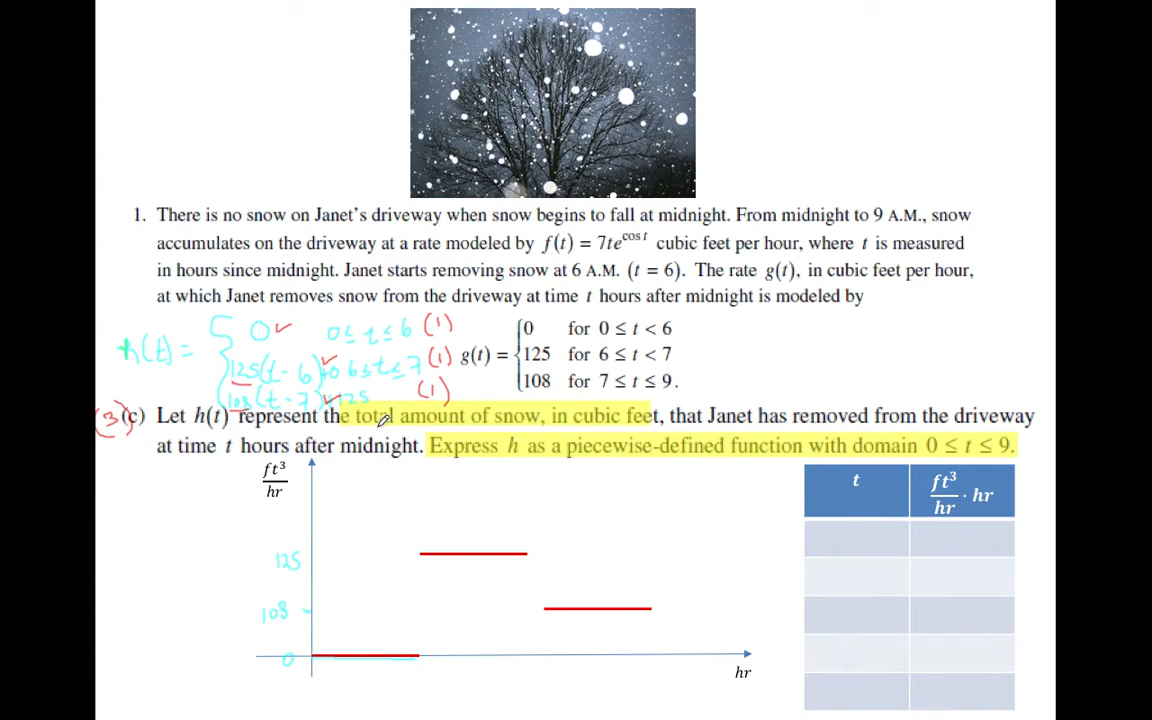 1. There is no snow on Janet's driveway when snow begins to fall at midnight. From midnight to 9 A.M., snow
accumulates on the driveway at a rate modeled by f(t) = 7te^cos t cubic feet per hour, where t is measured
in hours since midnight. Janet starts removing snow at 6 A.M. (t = 6). The rate g(t), in cubic feet per hour,
at which Janet removes snow from the driveway at time t hours after midnight is modeled by
h(t) = { 0 ✓ 0 ≤ t ≤ 6 (1)
125(t - 6) +0 ✓ 6 ≤ t ≤ 7 (1)
108(t - 7) + 125 ✓ (1)
g(t) = { 0 for 0 ≤ t < 6
125 for 6 ≤ t < 7
108 for 7 ≤ t ≤ 9.
(3) (c) Let h(t) represent the total amount of snow, in cubic feet, that Janet has removed from the driveway
at time t hours after midnight. Express h as a piecewise-defined function with domain 0 ≤ t ≤ 9.
ft³/hr
125
108
0
hr
t ft³/hr · hr